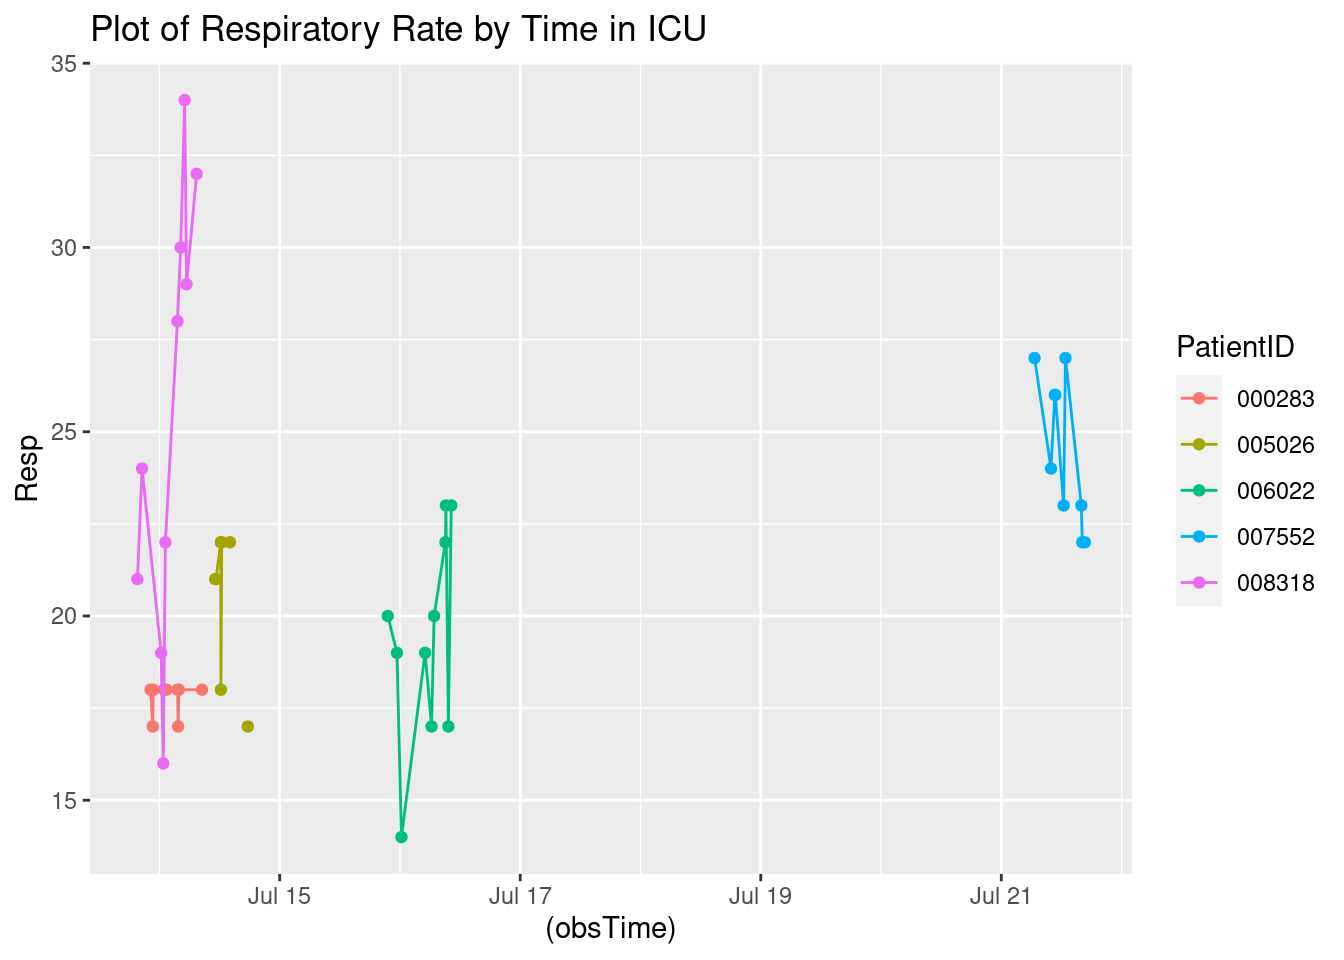 Plot of Respiratory Rate by Time in ICU
35
30
25
20
15
Resp
Jul 15
Jul 17
Jul 19
Jul 21
(obsTime)
PatientID
000283
005026
006022
007552
008318